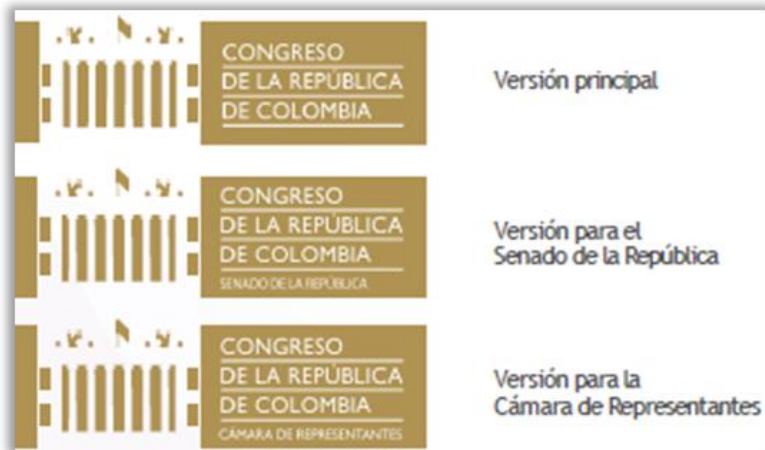 CONGRESO
DE LA REPÚBLICA
DE COLOMBIA
Versión principal
CONGRESO
DE LA REPÚBLICA
DE COLOMBIA
SENADO DE LA REPÚBLICA
Versión para el
Senado de la República
CONGRESO
DE LA REPÚBLICA
DE COLOMBIA
CÁMARA DE REPRESENTANTES
Versión para la
Cámara de Representantes